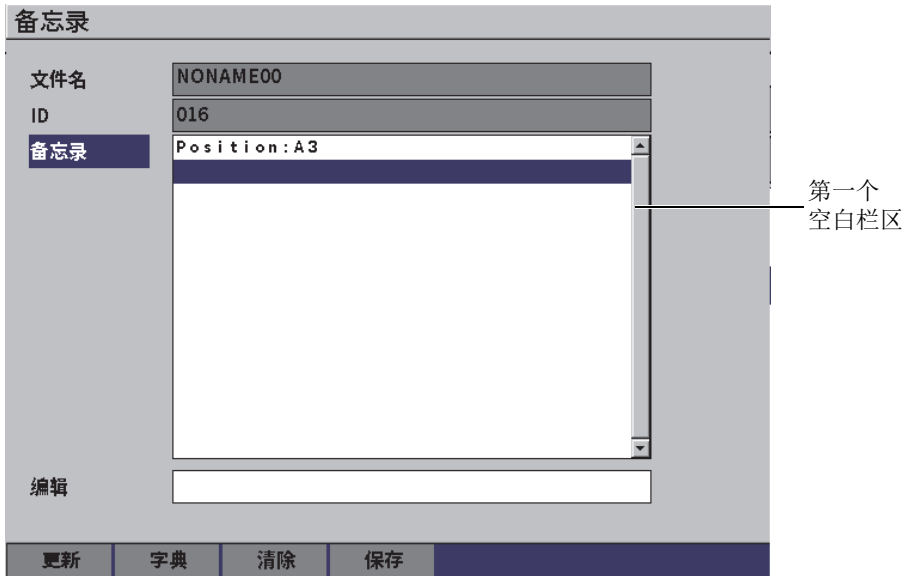 备忘录
文件名 NONAME00
ID 016
备忘录 Position:A3
第一个
空白栏区
编辑
更新 字典 清除 保存